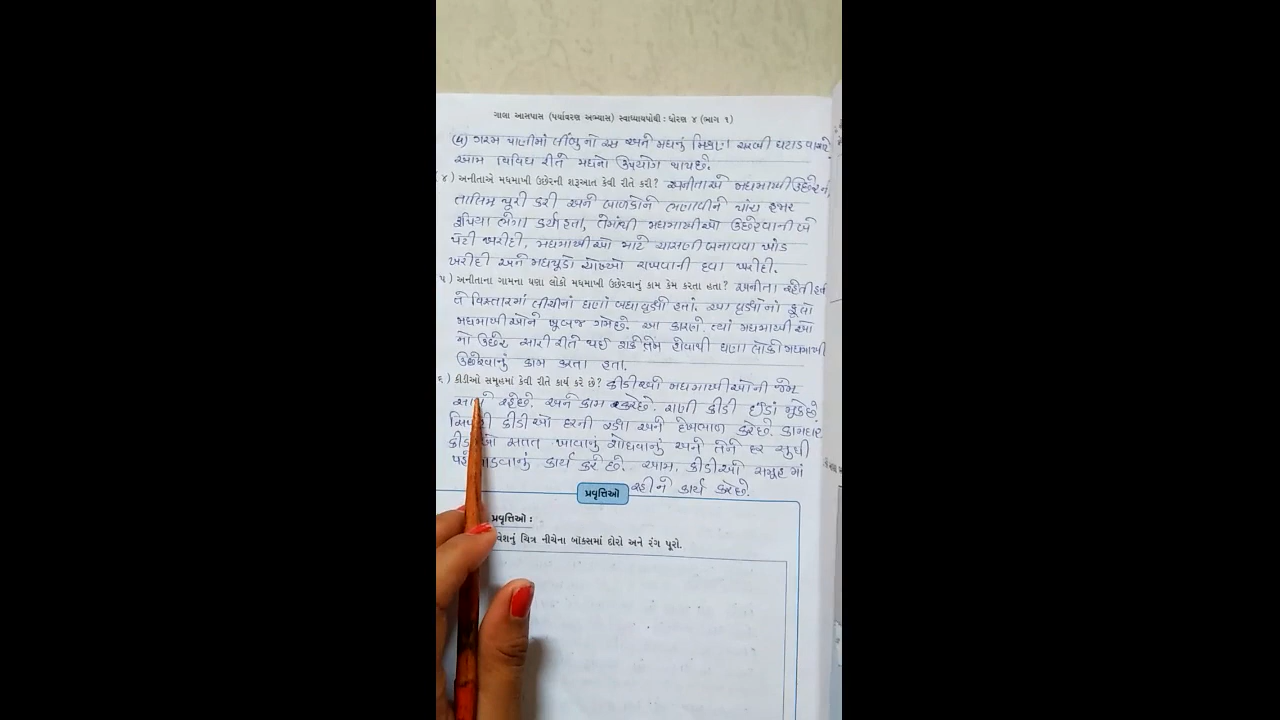 ગાલા આસપાસ (પર્યાવરણ અભ્યાસ) સ્વાધ્યાયપોથી : ધોરણ ૪ (ભાગ ૧)
ગરમ પાણીમાં લીંબુનો રસ અને મધનું મિશ્રણ ચરબી ઘટાડવા
આમ વિવિધ રીતે મધનો ઉપયોગ થાય છે.
૪) અનીતાએ મધમાખી ઉછેરની શરૂઆત કેવી રીતે કરી? અનીતાએ મધમાખી ઉછેરની
તાલિમ પૂરી કરી અને બાળકોને ભણાવીને પાંચ હજાર
રૂપિયા ભેગા કર્યા હતા, તેમાંથી મધમાખીઓ ઉછેરવાની બે
પેટી ખરીદી, મધમાખીઓ માટે ચાસણી બનાવવા ખાંડ
ખરીદી અને મધપૂડો ચોખ્ખો રાખવાની દવા ખરીદી.
૫) અનીતાના ગામના ઘણા લોકો મધમાખી ઉછેરવાનું કામ કેમ કરતા હતા? અનીતા રહેતી હતી
તે વિસ્તારમાં લીચીનાં ઘણાં બધા વૃક્ષો હતાં. આ વૃક્ષોનાં ફૂલો
મધમાખીઓને ખૂબજ ગમે છે. આ કારણે ત્યાં મધમાખીઓ
નો ઉછેર સારી રીતે થઈ શકે તેમ હોવાથી ઘણા લોકો મધમાખી
ઉછેરવાનું કામ કરતા હતા.
૬) કીડીઓ સમૂહમાં કેવી રીતે કાર્ય કરે છે? કીડીઓ મધમાખીઓની જેમ
રહે છે. અને કામ કરે છે. રાણી કીડી ઈંડાં મૂકે છે.
કીડીઓ દરની રક્ષા અને દેખભાળ કરે છે. કામદાર
સતત ખાવાનું શોધવાનું અને તેને દર સુધી
કાર્ય કરે છે. આમ, કીડીઓ સમૂહમાં
રહીને કાર્ય કરે છે.
પ્રવૃત્તિઓ
પ્રવૃત્તિઓ :
ચિત્ર નીચેના બૉક્સમાં દોરો અને રંગ પૂરો.